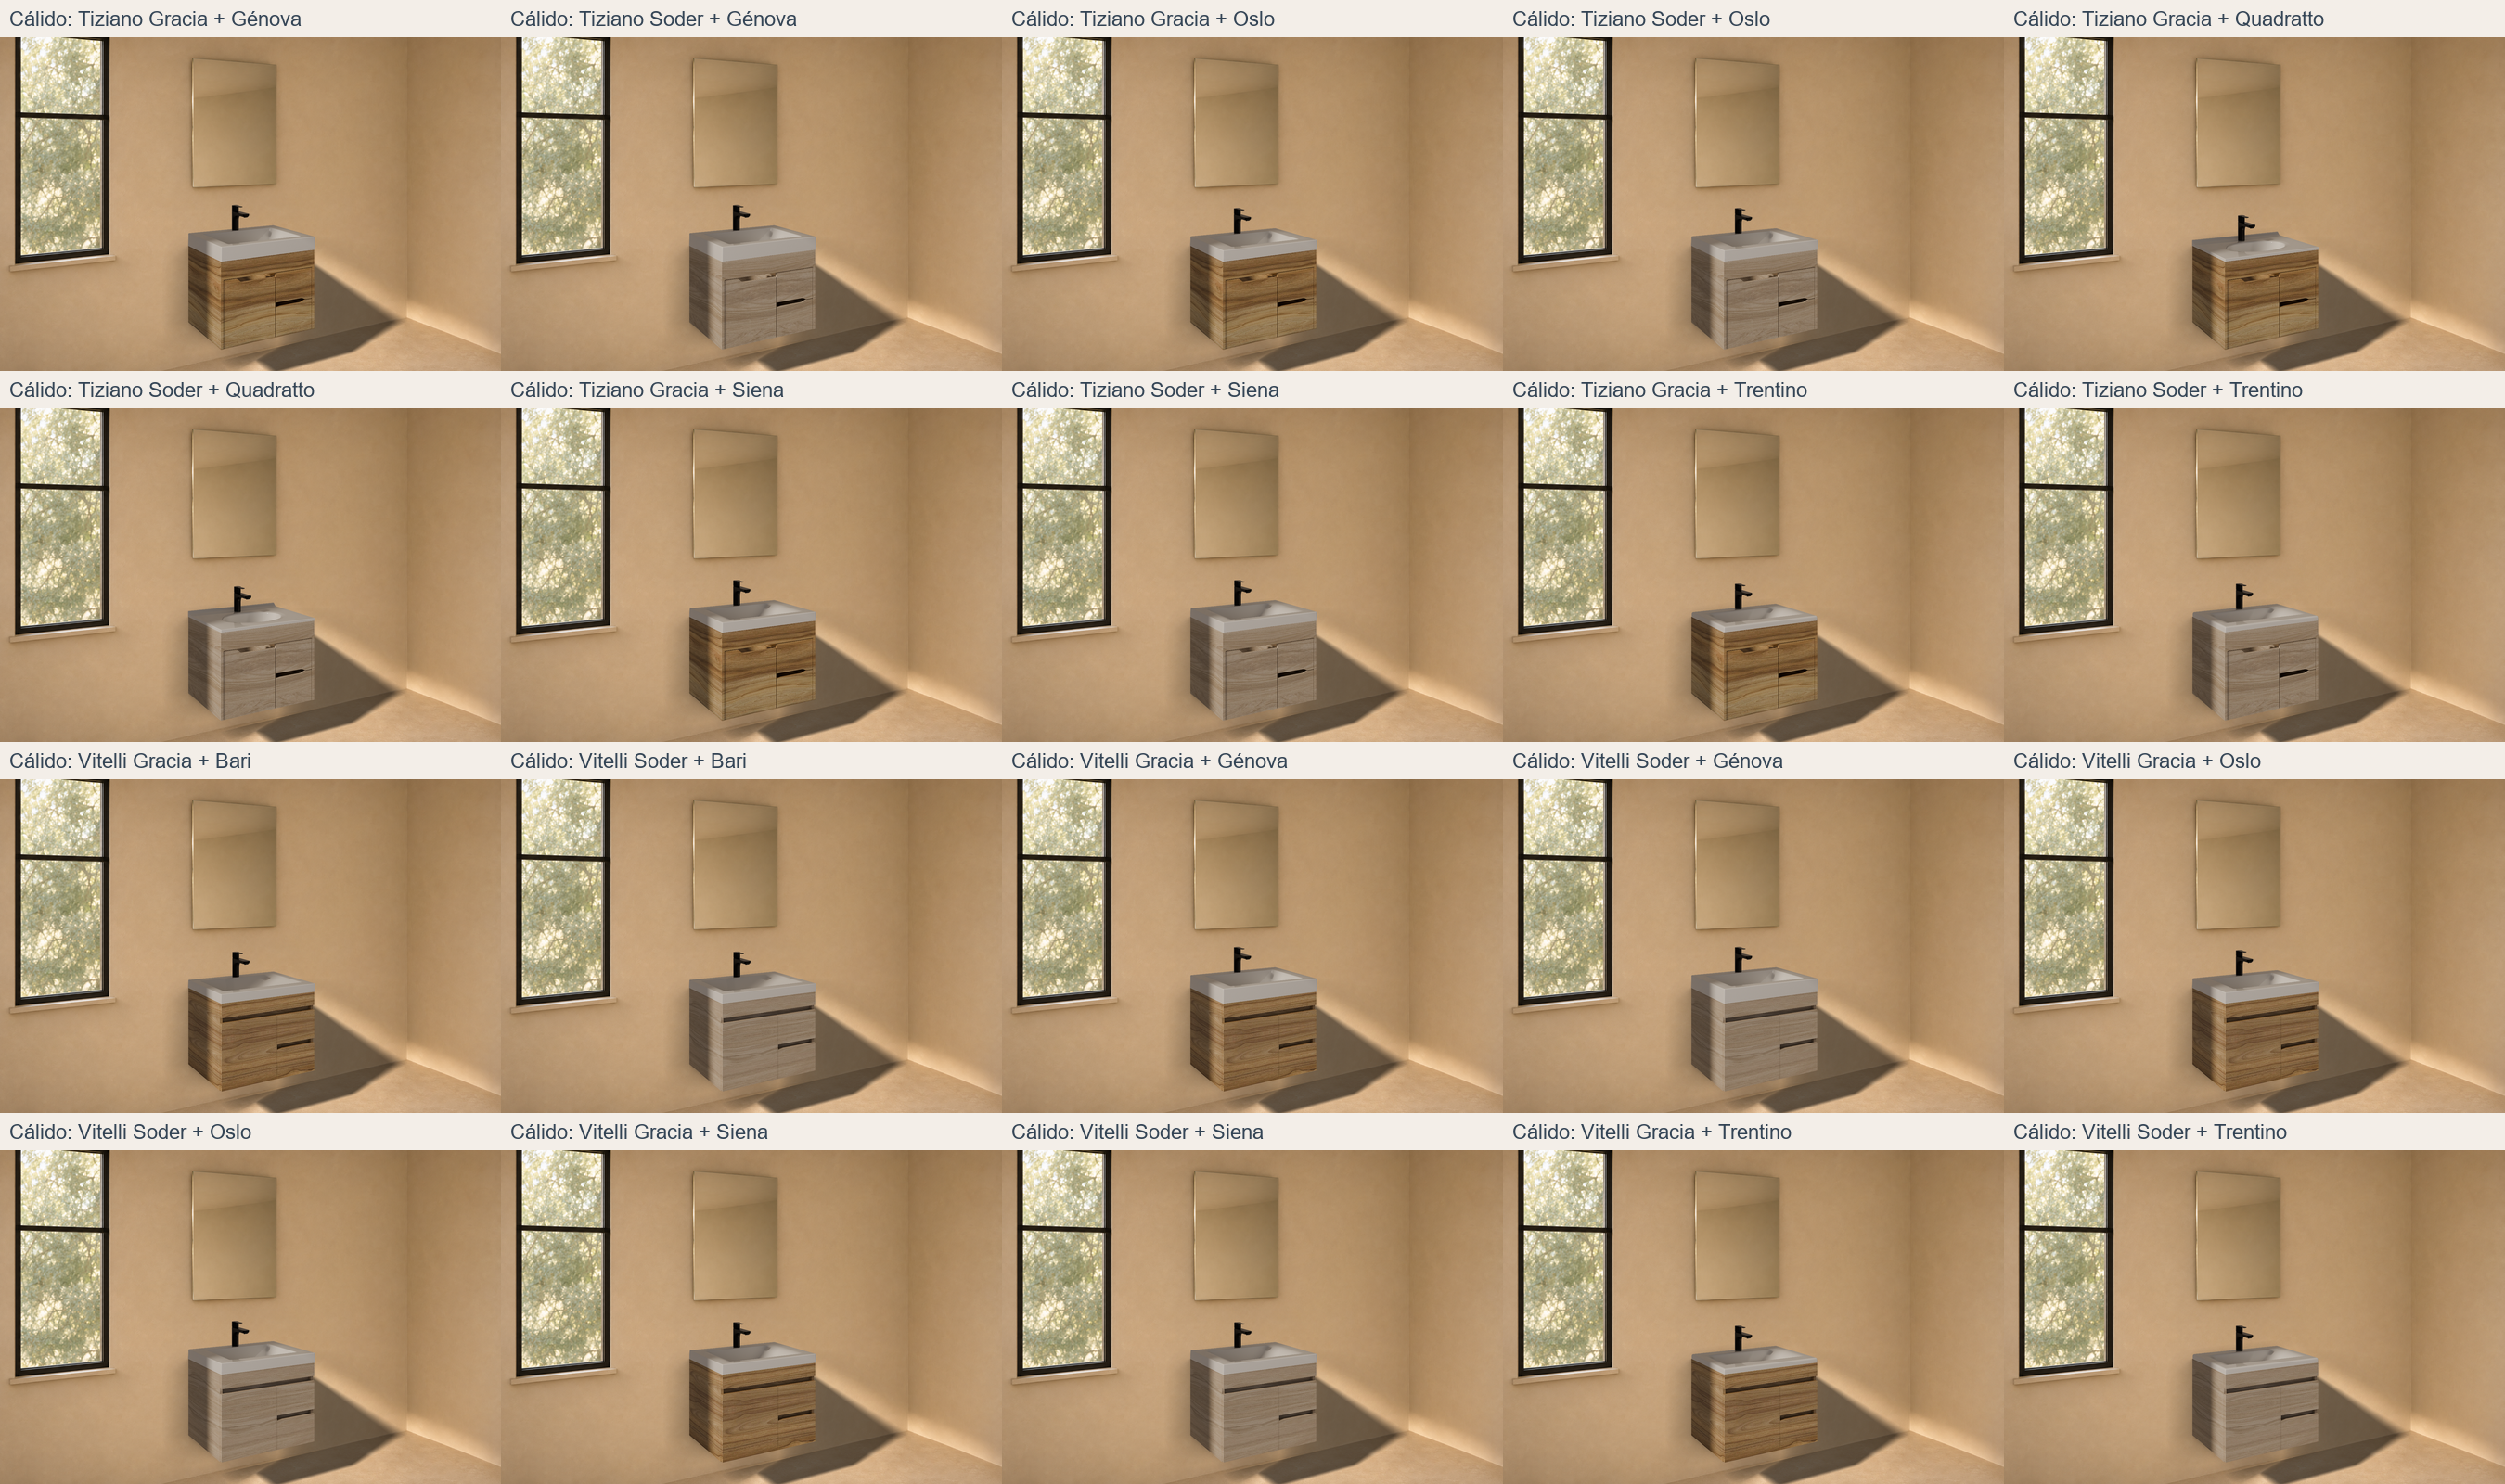 Cálido: Tiziano Gracia + Génova
Cálido: Tiziano Soder + Génova
Cálido: Tiziano Gracia + Oslo
Cálido: Tiziano Soder + Oslo
Cálido: Tiziano Gracia + Quadratto
Cálido: Tiziano Soder + Quadratto
Cálido: Tiziano Gracia + Siena
Cálido: Tiziano Soder + Siena
Cálido: Tiziano Gracia + Trentino
Cálido: Tiziano Soder + Trentino
Cálido: Vitelli Gracia + Bari
Cálido: Vitelli Soder + Bari
Cálido: Vitelli Gracia + Génova
Cálido: Vitelli Soder + Génova
Cálido: Vitelli Gracia + Oslo
Cálido: Vitelli Soder + Oslo
Cálido: Vitelli Gracia + Siena
Cálido: Vitelli Soder + Siena
Cálido: Vitelli Gracia + Trentino
Cálido: Vitelli Soder + Trentino